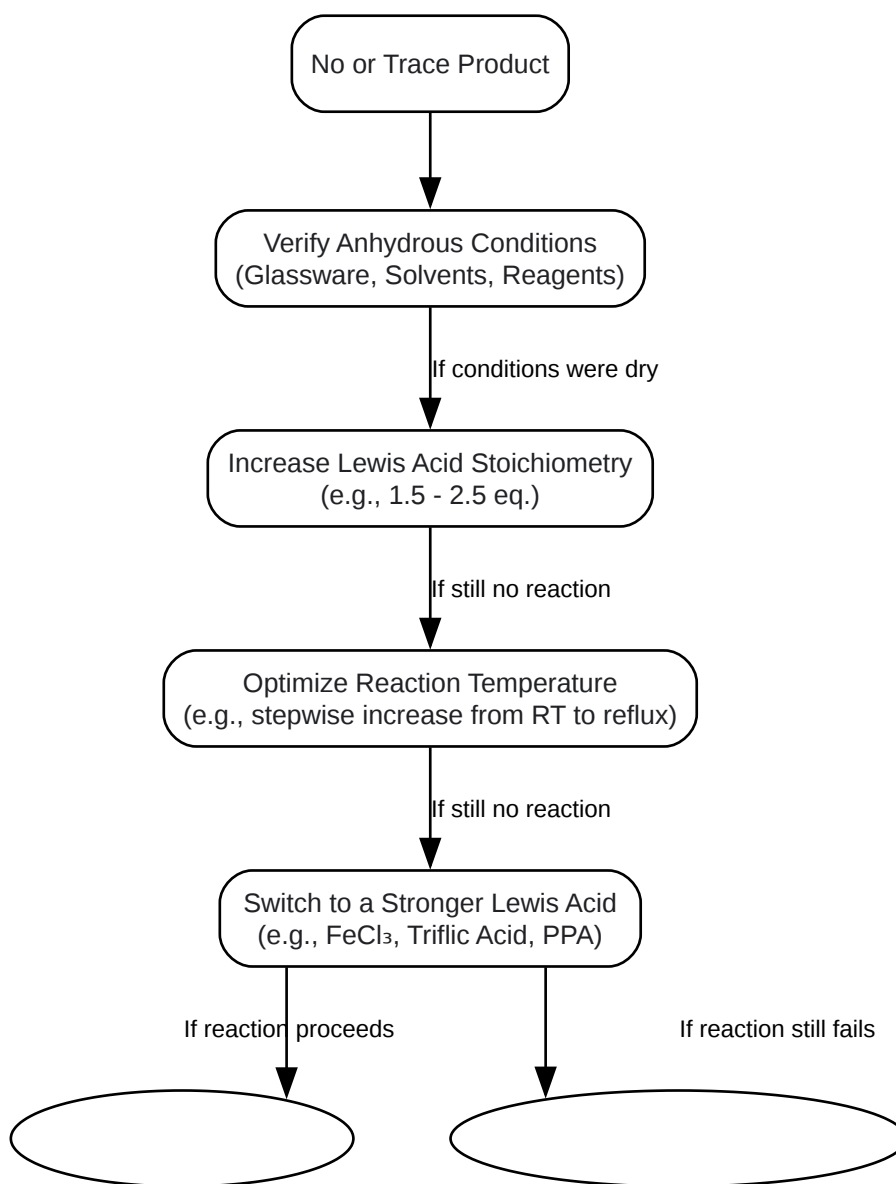 No or Trace Product
Verify Anhydrous Conditions
(Glassware, Solvents, Reagents)
If conditions were dry
Increase Lewis Acid Stoichiometry
(e.g., 1.5 - 2.5 eq.)
If still no reaction
Optimize Reaction Temperature
(e.g., stepwise increase from RT to reflux)
If still no reaction
Switch to a Stronger Lewis Acid
(e.g., FeCl₃, Triflic Acid, PPA)
If reaction proceeds
If reaction still fails